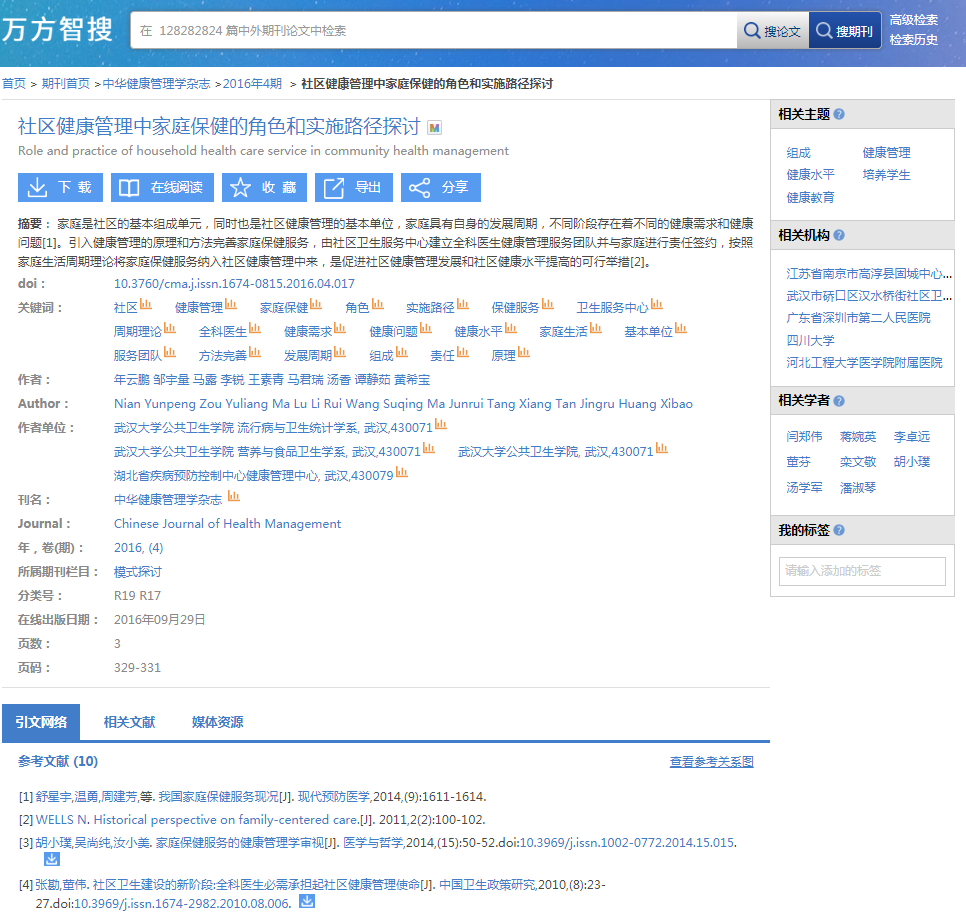 万方智搜
在 128282824 篇中外期刊论文中检索
搜论文
搜期刊
高级检索
检索历史
首页 > 期刊首页 >中华健康管理学杂志 >2016年4期 > 社区健康管理中家庭保健的角色和实施路径探讨
社区健康管理中家庭保健的角色和实施路径探讨 M
Role and practice of household health care service in community health management
下 载 在线阅读 收 藏 导出 分享
摘要： 家庭是社区的基本组成单元，同时也是社区健康管理的基本单位，家庭具有自身的发展周期，不同阶段存在着不同的健康需求和健康
问题[1]。引入健康管理的原理和方法完善家庭保健服务，由社区卫生服务中心建立全科医生健康管理服务团队并与家庭进行责任签约，按照
家庭生活周期理论将家庭保健服务纳入社区健康管理中来，是促进社区健康管理发展和社区健康水平提高的可行举措[2]。
doi： 10.3760/cma.j.issn.1674-0815.2016.04.017
关键词： 社区 健康管理 家庭保健 角色 实施路径 保健服务 卫生服务中心
周期理论 全科医生 健康需求 健康问题 健康水平 家庭生活 基本单位
服务团队 方法完善 发展周期 组成 责任 原理
作者： 年云鹏 邹宇量 马露 李锐 王素青 马君瑞 汤香 谭静茹 黄希宝
Author： Nian Yunpeng Zou Yuliang Ma Lu Li Rui Wang Suqing Ma Junrui Tang Xiang Tan Jingru Huang Xibao
作者单位： 武汉大学公共卫生学院 流行病与卫生统计学系, 武汉,430071
武汉大学公共卫生学院 营养与食品卫生学系, 武汉,430071 武汉大学公共卫生学院, 武汉,430071
湖北省疾病预防控制中心健康管理中心, 武汉,430079
刊名： 中华健康管理学杂志
Journal： Chinese Journal of Health Management
年，卷(期)： 2016, (4)
所属期刊栏目： 模式探讨
分类号： R19 R17
在线出版日期： 2016年09月29日
页数： 3
页码： 329-331
引文网络 相关文献 媒体资源
参考文献 (10) 查看参考关系图
[1] 舒星宇,温勇,周建芳,等. 我国家庭保健服务现况[J]. 现代预防医学,2014,(9):1611-1614.
[2] WELLS N. Historical perspective on family-centered care.[J]. 2011,2(2):100-102.
[3] 胡小璞,吴尚纯,汝小美. 家庭保健服务的健康管理学审视[J]. 医学与哲学,2014,(15):50-52.doi:10.3969/j.issn.1002-0772.2014.15.015.
[4] 张勘,董伟. 社区卫生建设的新阶段:全科医生必需承担起社区健康管理使命[J]. 中国卫生政策研究,2010,(8):23-
27.doi:10.3969/j.issn.1674-2982.2010.08.006.
相关主题 ?
组成 健康管理
健康水平 培养学生
健康教育
相关机构 ?
江苏省南京市高淳县固城中心...
武汉市硚口区汉水桥街社区卫...
广东省深圳市第二人民医院
四川大学
河北工程大学医学院附属医院
相关学者 ?
闫郑伟 蒋婉英 李卓远
董芬 栾文敬 胡小璞
汤学军 潘淑琴
我的标签 ?
请输入添加的标签